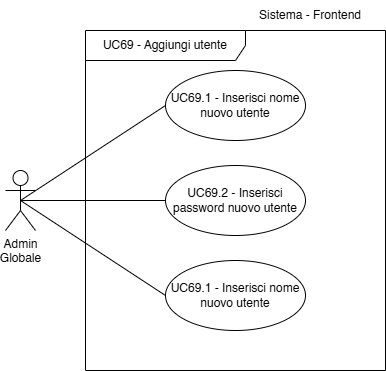 Sistema - Frontend
UC69 - Aggiungi utente
UC69.1 - Inserisci nome
nuovo utente
UC69.2 - Inserisci
password nuovo utente
Admin
Globale
UC69.1 - Inserisci nome
nuovo utente